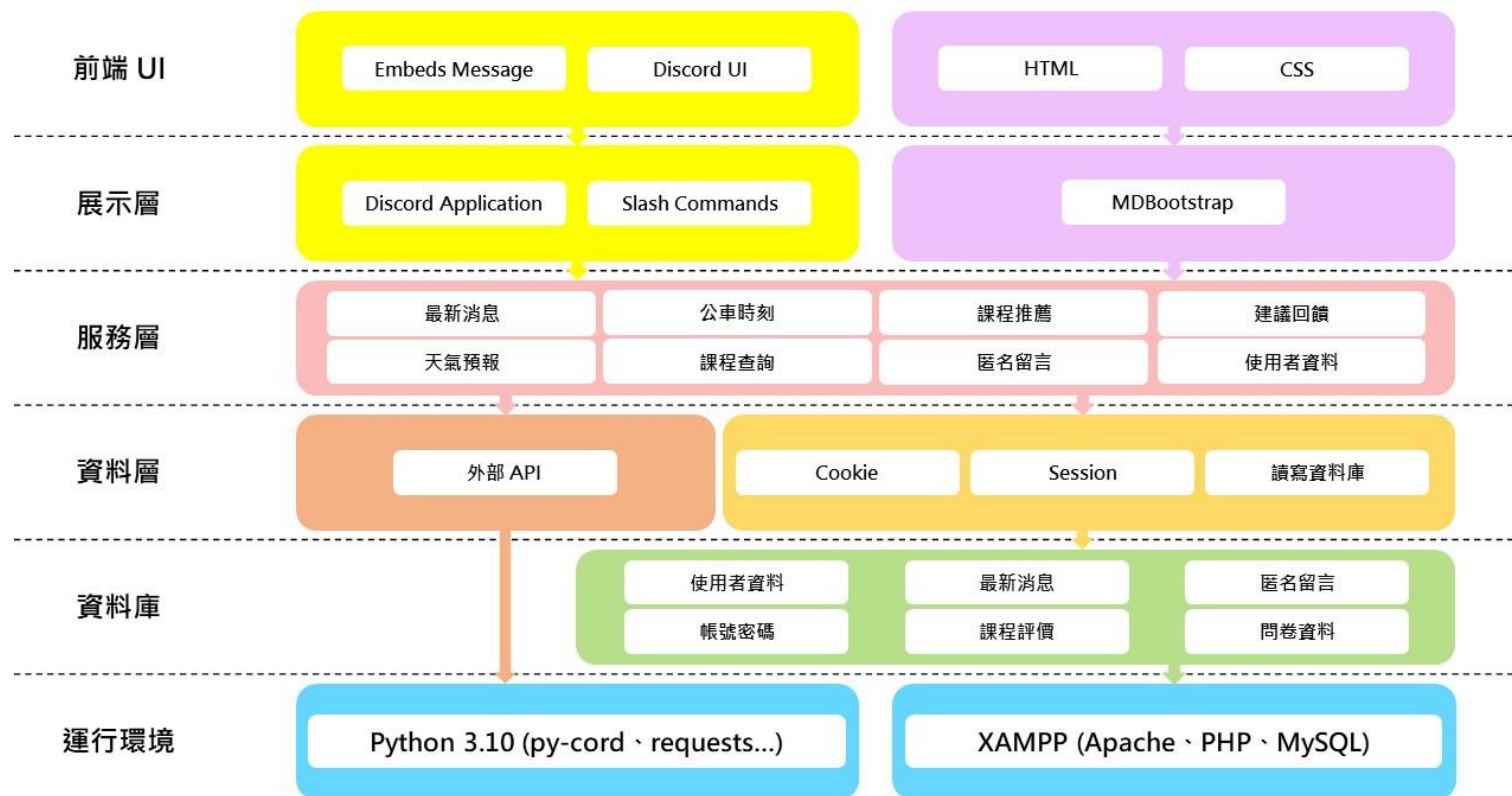 前端 UI
Embeds Message
Discord UI
HTML
CSS
展示層
Discord Application
Slash Commands
MDBootstrap
服務層
最新消息
公車時刻
課程推薦
建議回饋
天氣預報
課程查詢
匿名留言
使用者資料
資料層
外部 API
Cookie
Session
讀寫資料庫
資料庫
使用者資料
最新消息
匿名留言
帳號密碼
課程評價
問卷資料
運行環境
Python 3.10 (py-cord、requests...)
XAMPP (Apache、PHP、MySQL)